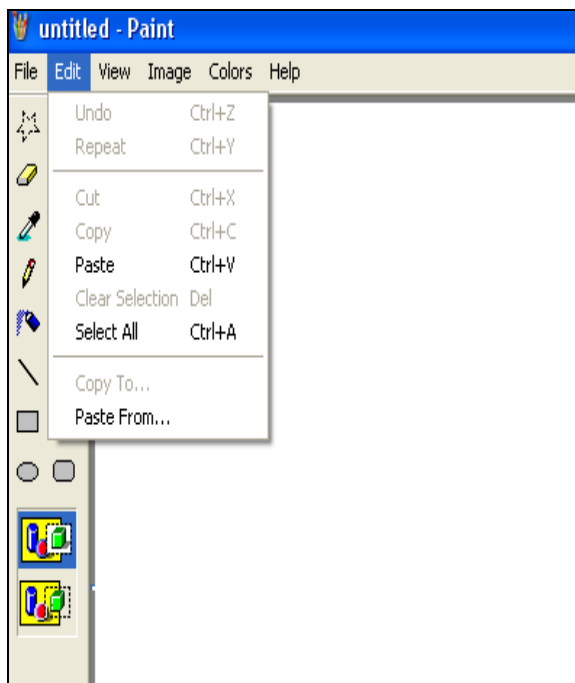 untitled - Paint
File Edit View Image Colors Help
Undo Ctrl+Z
Repeat Ctrl+Y
Cut Ctrl+X
Copy Ctrl+C
Paste Ctrl+V
Clear Selection Del
Select All Ctrl+A
Copy To...
Paste From...